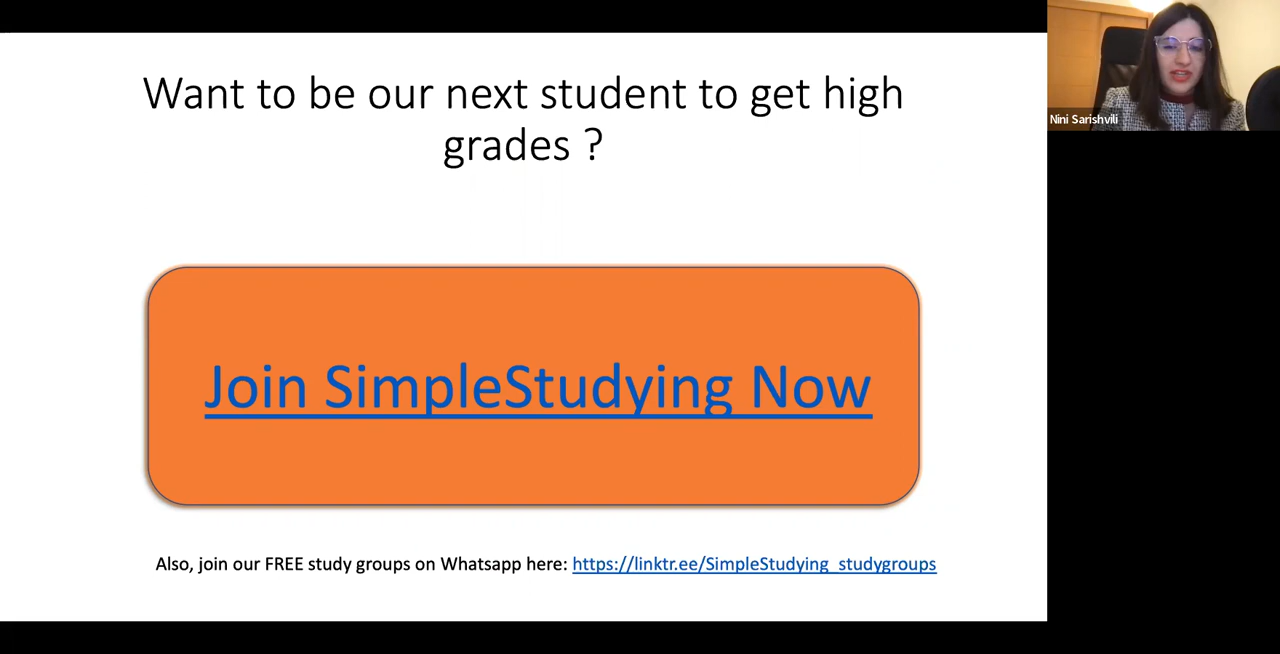 Want to be our next student to get high
grades ?
Join SimpleStudying Now
Also, join our FREE study groups on Whatsapp here: https://linktr.ee/SimpleStudying_studygroups
Nini Sarishvili